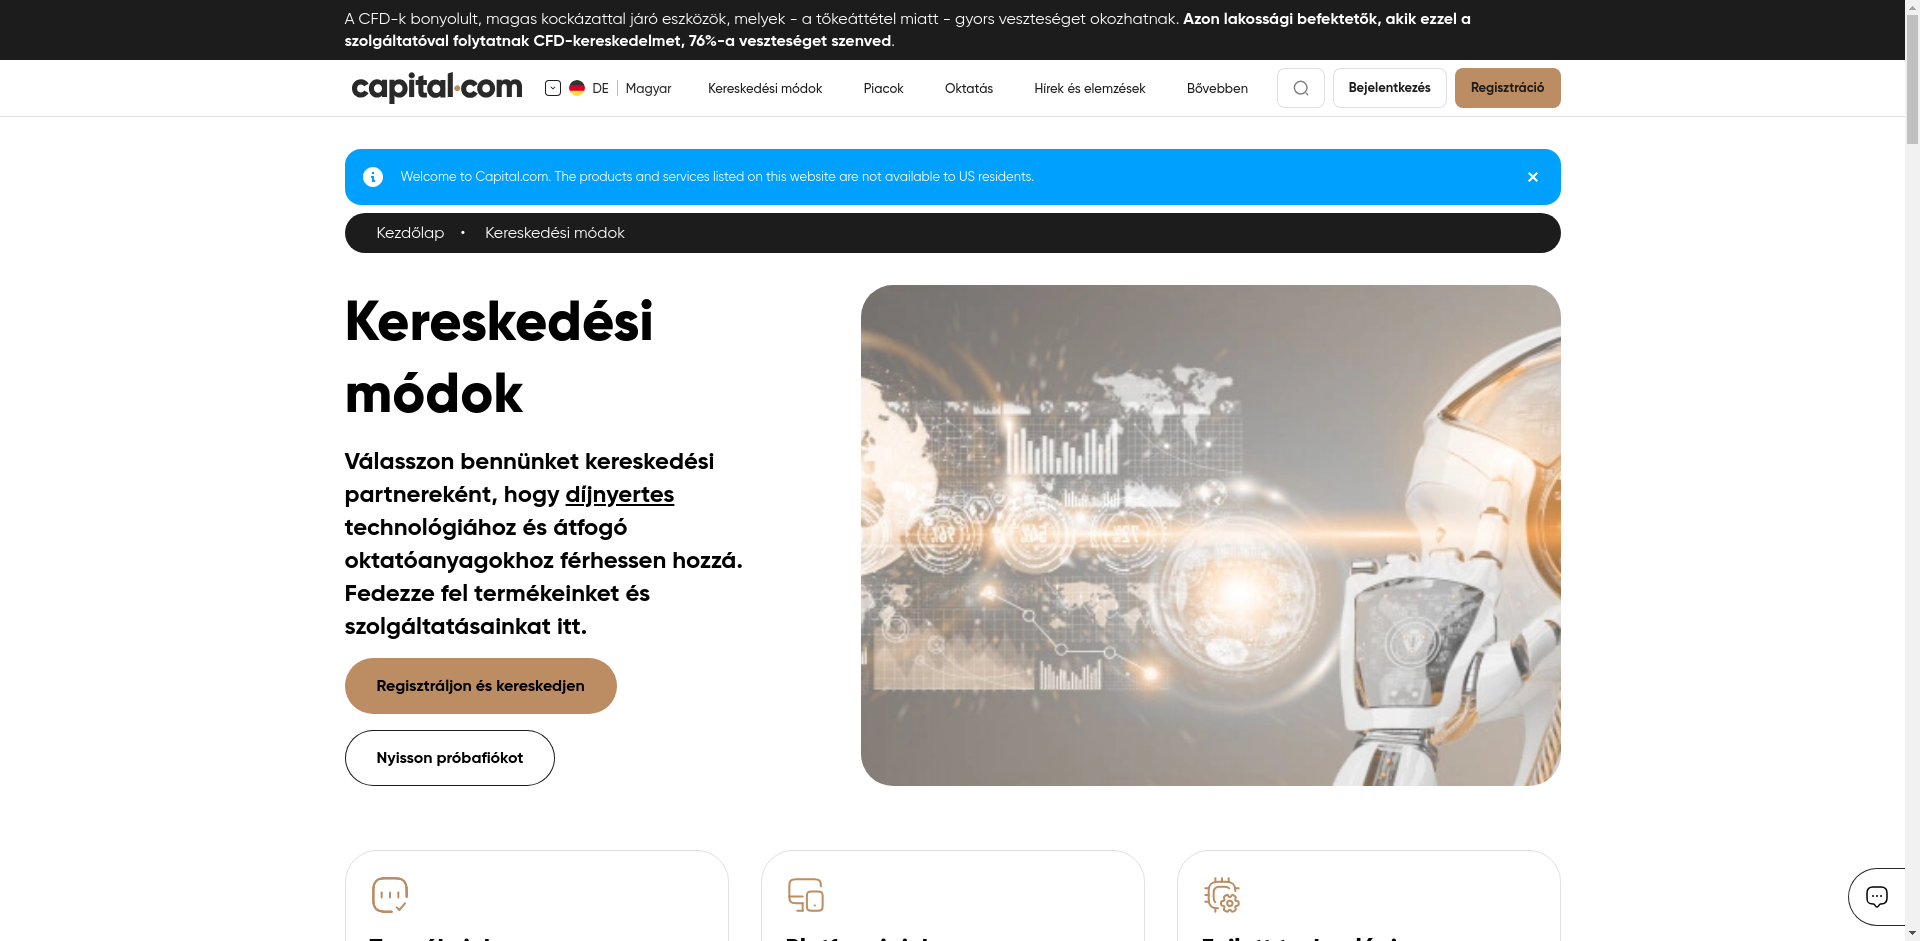 A CFD-k bonyolult, magas kockázattal járó eszközök, melyek - a tőkeáttétel miatt - gyors veszteséget okozhatnak. Azon lakossági befektetők, akik ezzel a
szolgáltatóval folytatnak CFD-kereskedelmet, 76%-a veszteséget szenved.
capital.com DE Magyar Kereskedési módok Piacok Oktatás Hírek és elemzések Bővebben Bejelentkezés Regisztráció
Welcome to Capital.com. The products and services listed on this website are not available to US residents.
Kezdőlap • Kereskedési módok
Kereskedési
módok
Válasszon bennünket kereskedési
partnereként, hogy díjnyertes
technológiához és átfogó
oktatóanyagokhoz férhessen hozzá.
Fedezze fel termékeinket és
szolgáltatásainkat itt.
Regisztráljon és kereskedjen
Nyisson próbafiókot